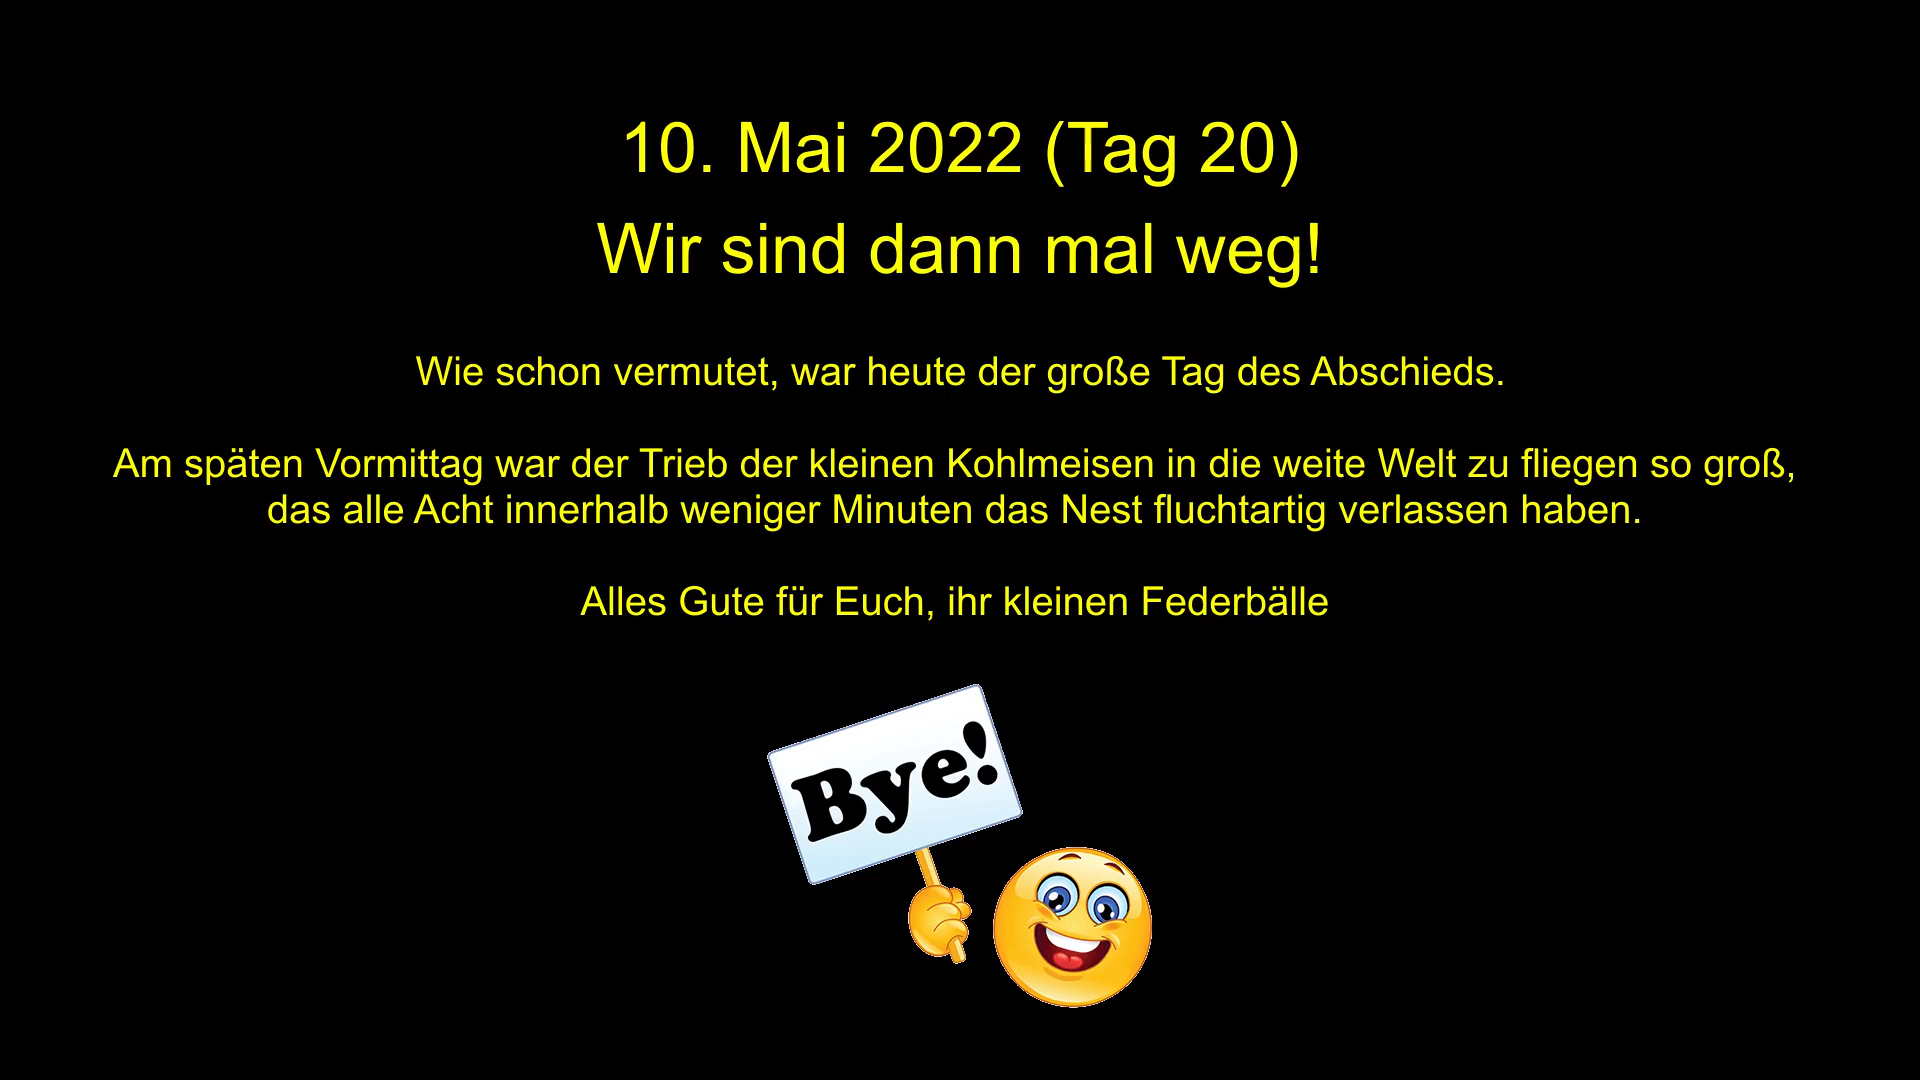 10. Mai 2022 (Tag 20)
Wir sind dann mal weg!
Wie schon vermutet, war heute der große Tag des Abschieds.
Am späten Vormittag war der Trieb der kleinen Kohlmeisen in die weite Welt zu fliegen so groß,
das alle Acht innerhalb weniger Minuten das Nest fluchtartig verlassen haben.
Alles Gute für Euch, ihr kleinen Federbälle
Bye!